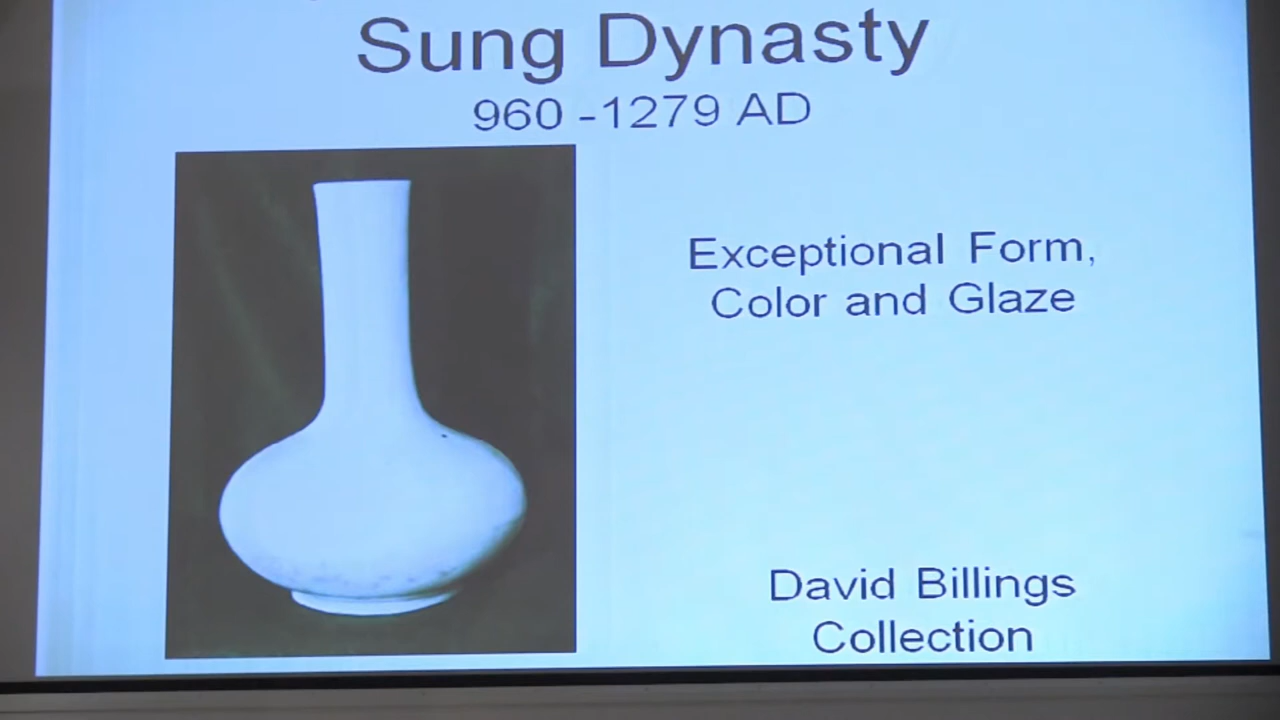 Sung Dynasty
960 -1279 AD
Exceptional Form,
Color and Glaze
David Billings
Collection